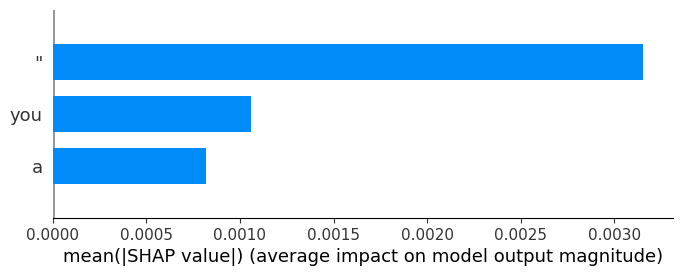 "
you
a
0.0000 0.0005 0.0010 0.0015 0.0020 0.0025 0.0030
mean(|SHAP value|) (average impact on model output magnitude)